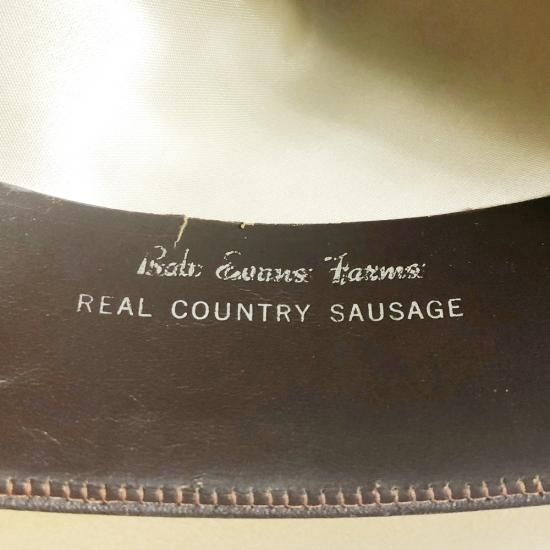 Bob Evans Farms
REAL COUNTRY SAUSAGE